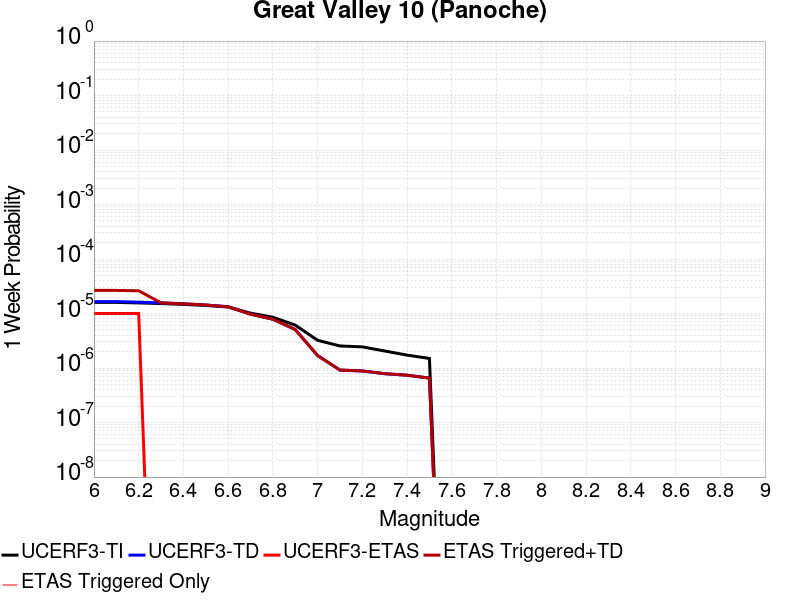 Great Valley 10 (Panoche)
10^0
10^-1
10^-2
10^-3
10^-4
10^-5
10^-6
10^-7
10^-8
1 Week Probability
6 6.2 6.4 6.6 6.8 7 7.2 7.4 7.6 7.8 8 8.2 8.4 8.6 8.8 9
Magnitude
UCERF3-TI UCERF3-TD UCERF3-ETAS ETAS Triggered+TD
ETAS Triggered Only